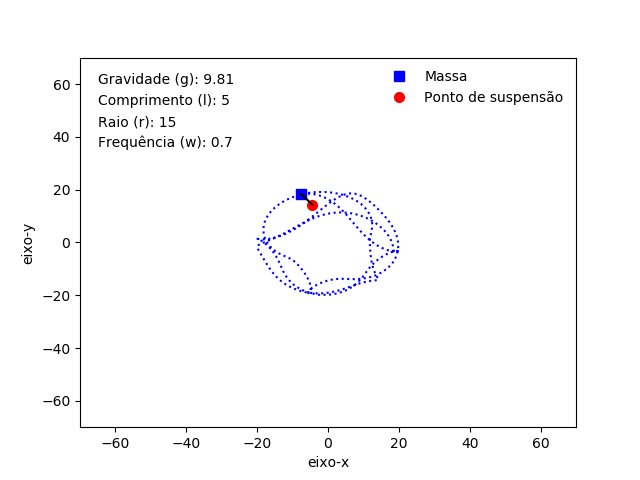 Gravidade (g): 9.81
Comprimento (l): 5
Raio (r): 15
Frequência (w): 0.7
Massa
Ponto de suspensão
60
40
20
0
−20
−40
−60
eixo-y
−60
−40
−20
0
20
40
60
eixo-x